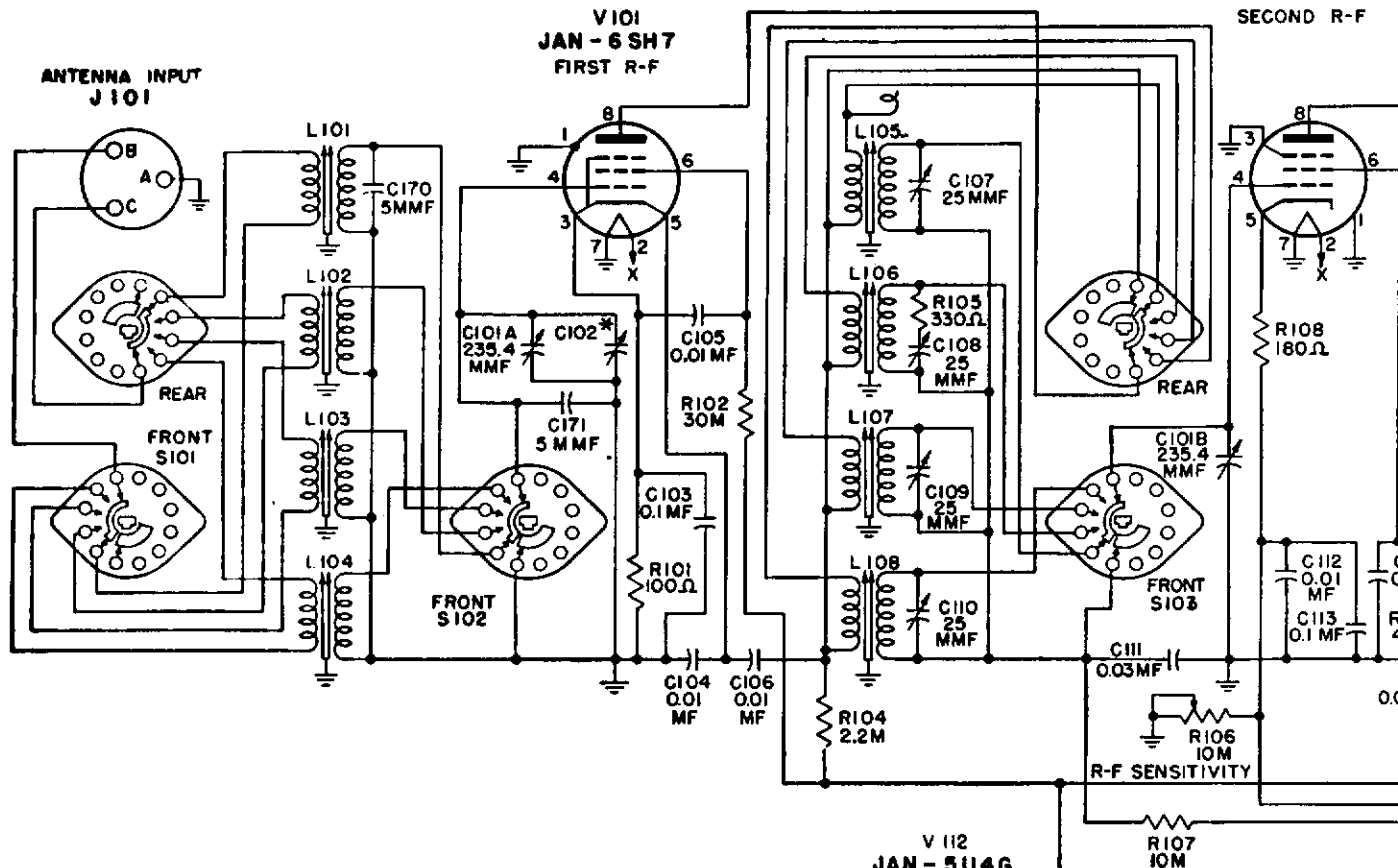 V101
JAN-6SH7
FIRST R-F
SECOND R-F
ANTENNA INPUT
J101
B
A
C
L101
C170
5MMF
8
1
4
6
3
5
7
2
X
L105
C107
25MMF
8
3
4
6
5
7
2
1
X
L102
REAR
C101A
235.4
MMF
C102*
C105
0.01MF
L106
R105
330Ω
C108
25
MMF
REAR
R108
180Ω
FRONT
S101
L103
C171
5MMF
R102
30M
L107
C109
25
MMF
C101B
235.4
MMF
C103
0.1MF
L104
FRONT
S102
R101
100Ω
L108
C110
25
MMF
FRONT
S103
C112
0.01
MF
C113
0.1MF
C104
0.01
MF
C106
0.01
MF
C111
0.03MF
R104
2.2M
R106
10M
R-F SENSITIVITY
R107
10M
V112
JAN-5U4G